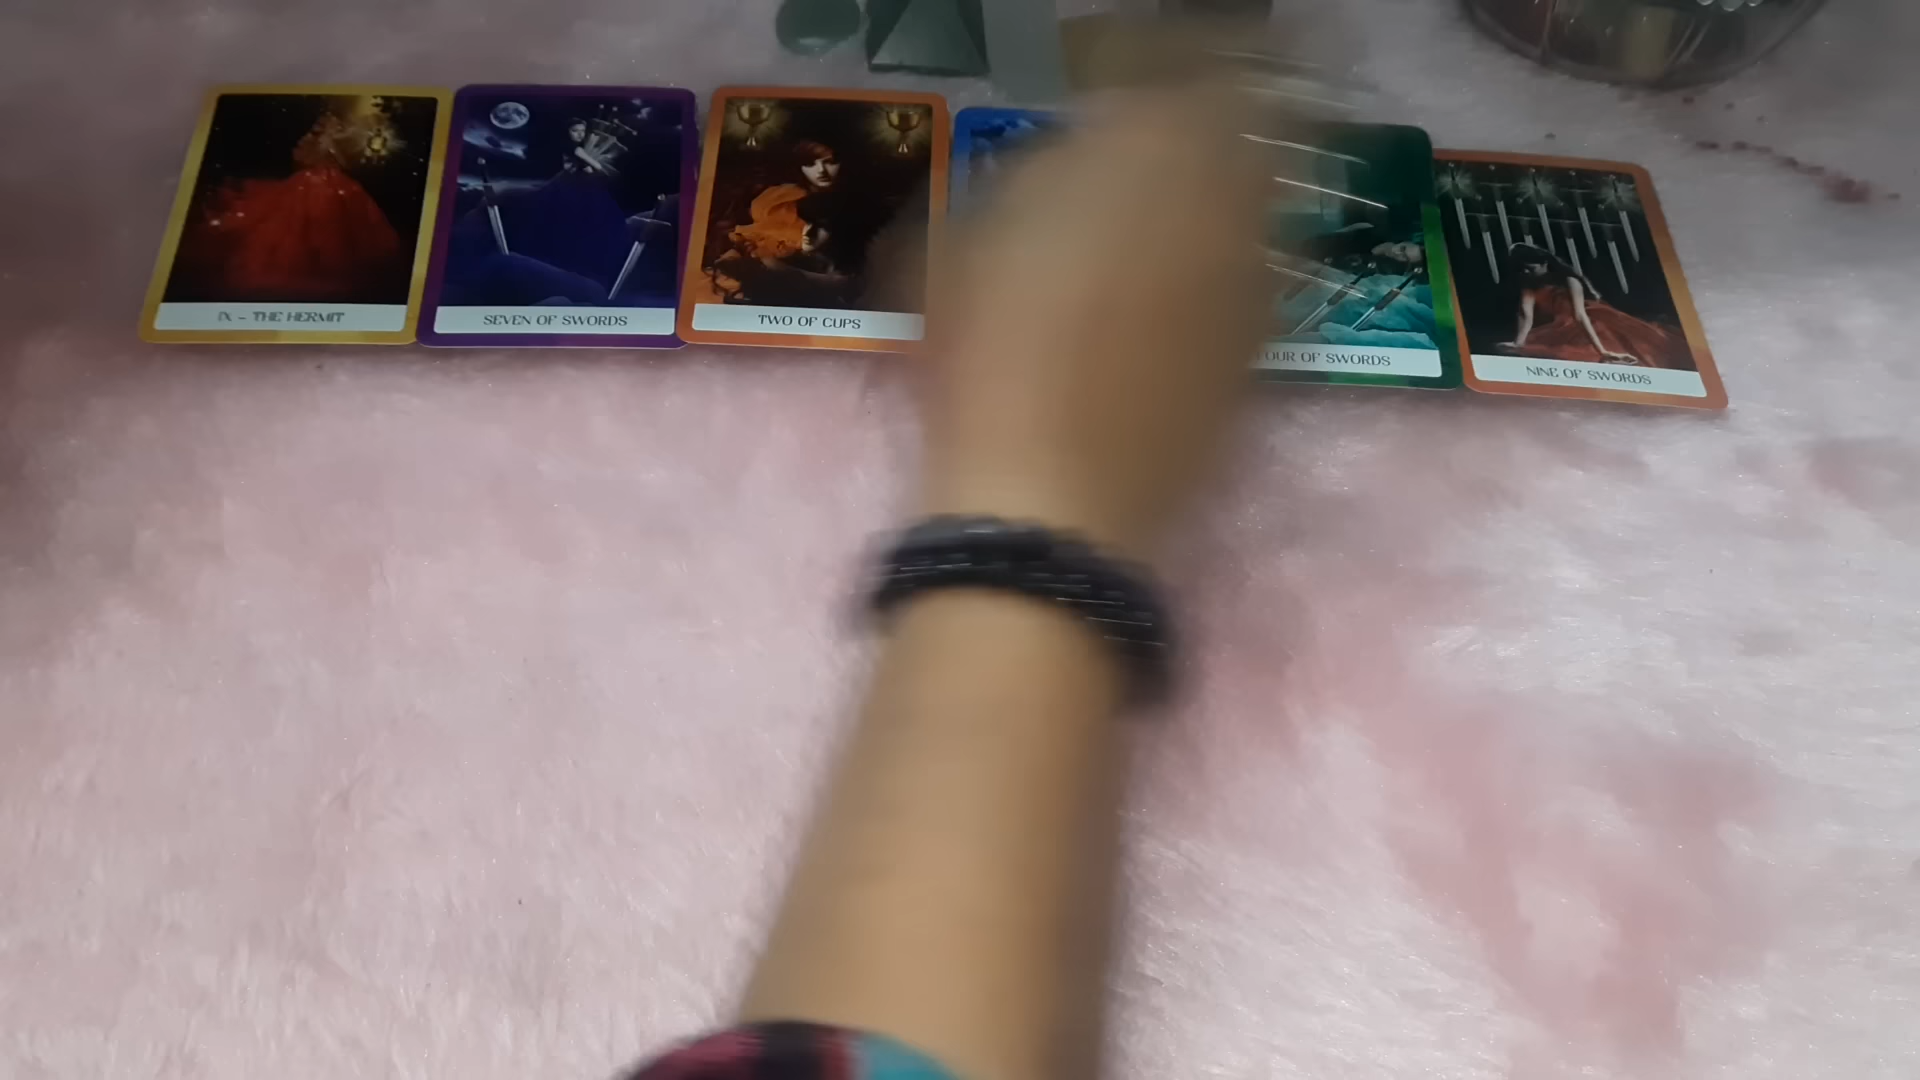 IX - THE HERMIT
SEVEN OF SWORDS
TWO OF CUPS
OUR OF SWORDS
NINE OF SWORDS